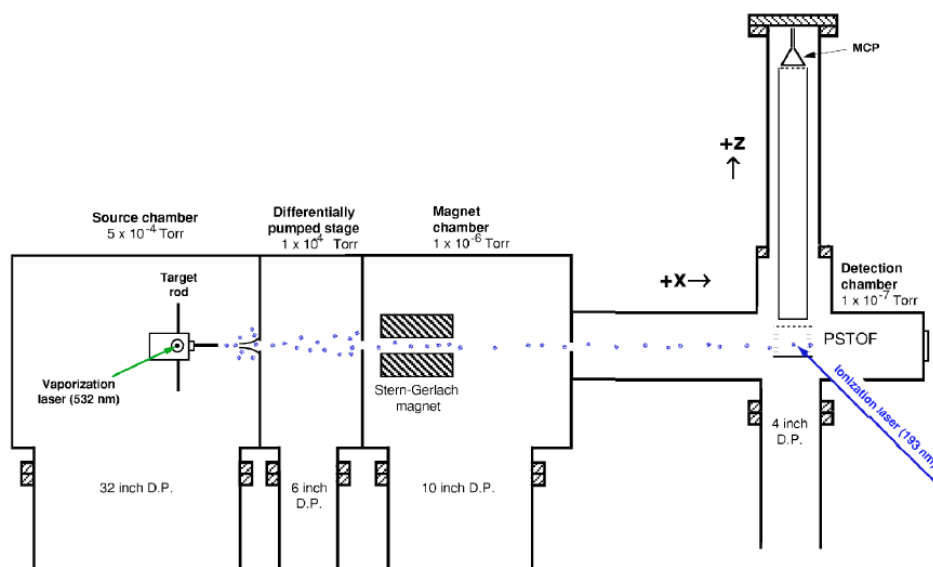 MCP
+Z
Source chamber
5 x 10-4 Torr
Differentially
pumped stage
1 x 104 Torr
Magnet
chamber
1 x 10-6 Torr
+X
Detection
chamber
1 x 10-7 Torr
Target
rod
PSTOF
Vaporization
laser (532 nm)
Stern-Gerlach
magnet
Ionization laser (193 nm)
32 inch D.P.
6 inch
D.P.
10 inch D.P.
4 inch
D.P.